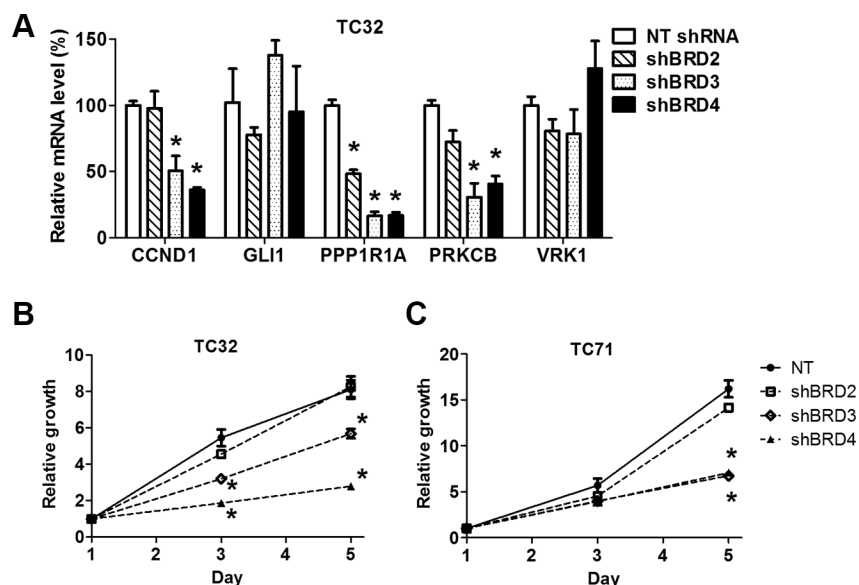 A
TC32
Relative mRNA level (%)
150
100
50
0
* * * * * * *
CCND1 GLI1 PPP1R1A PRKCB VRK1
NT shRNA
shBRD2
shBRD3
shBRD4
B
TC32
Relative growth
10
8
6
4
2
0
* * * *
1 2 3 4 5
Day
C
TC71
Relative growth
20
15
10
5
0
* *
1 2 3 4 5
Day
NT
shBRD2
shBRD3
shBRD4